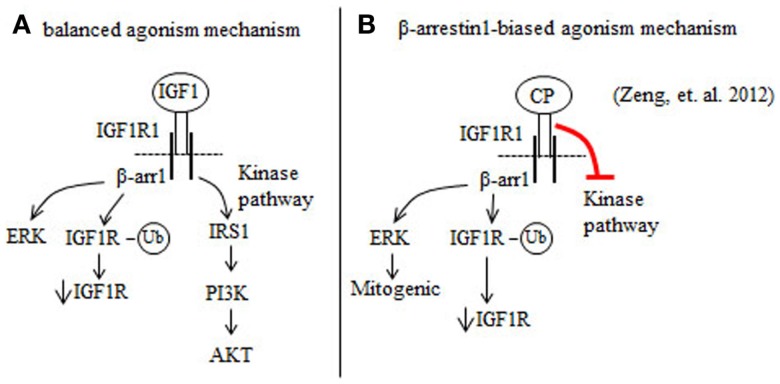 A balanced agonism mechanism
IGF1
IGF1R1
β-arr1
Kinase
pathway
ERK
IGF1R – Ub
IRS1
IGF1R
PI3K
AKT
B β-arrestin1-biased agonism mechanism
CP
(Zeng, et. al. 2012)
IGF1R1
β-arr1
Kinase
pathway
ERK
IGF1R – Ub
Mitogenic
IGF1R